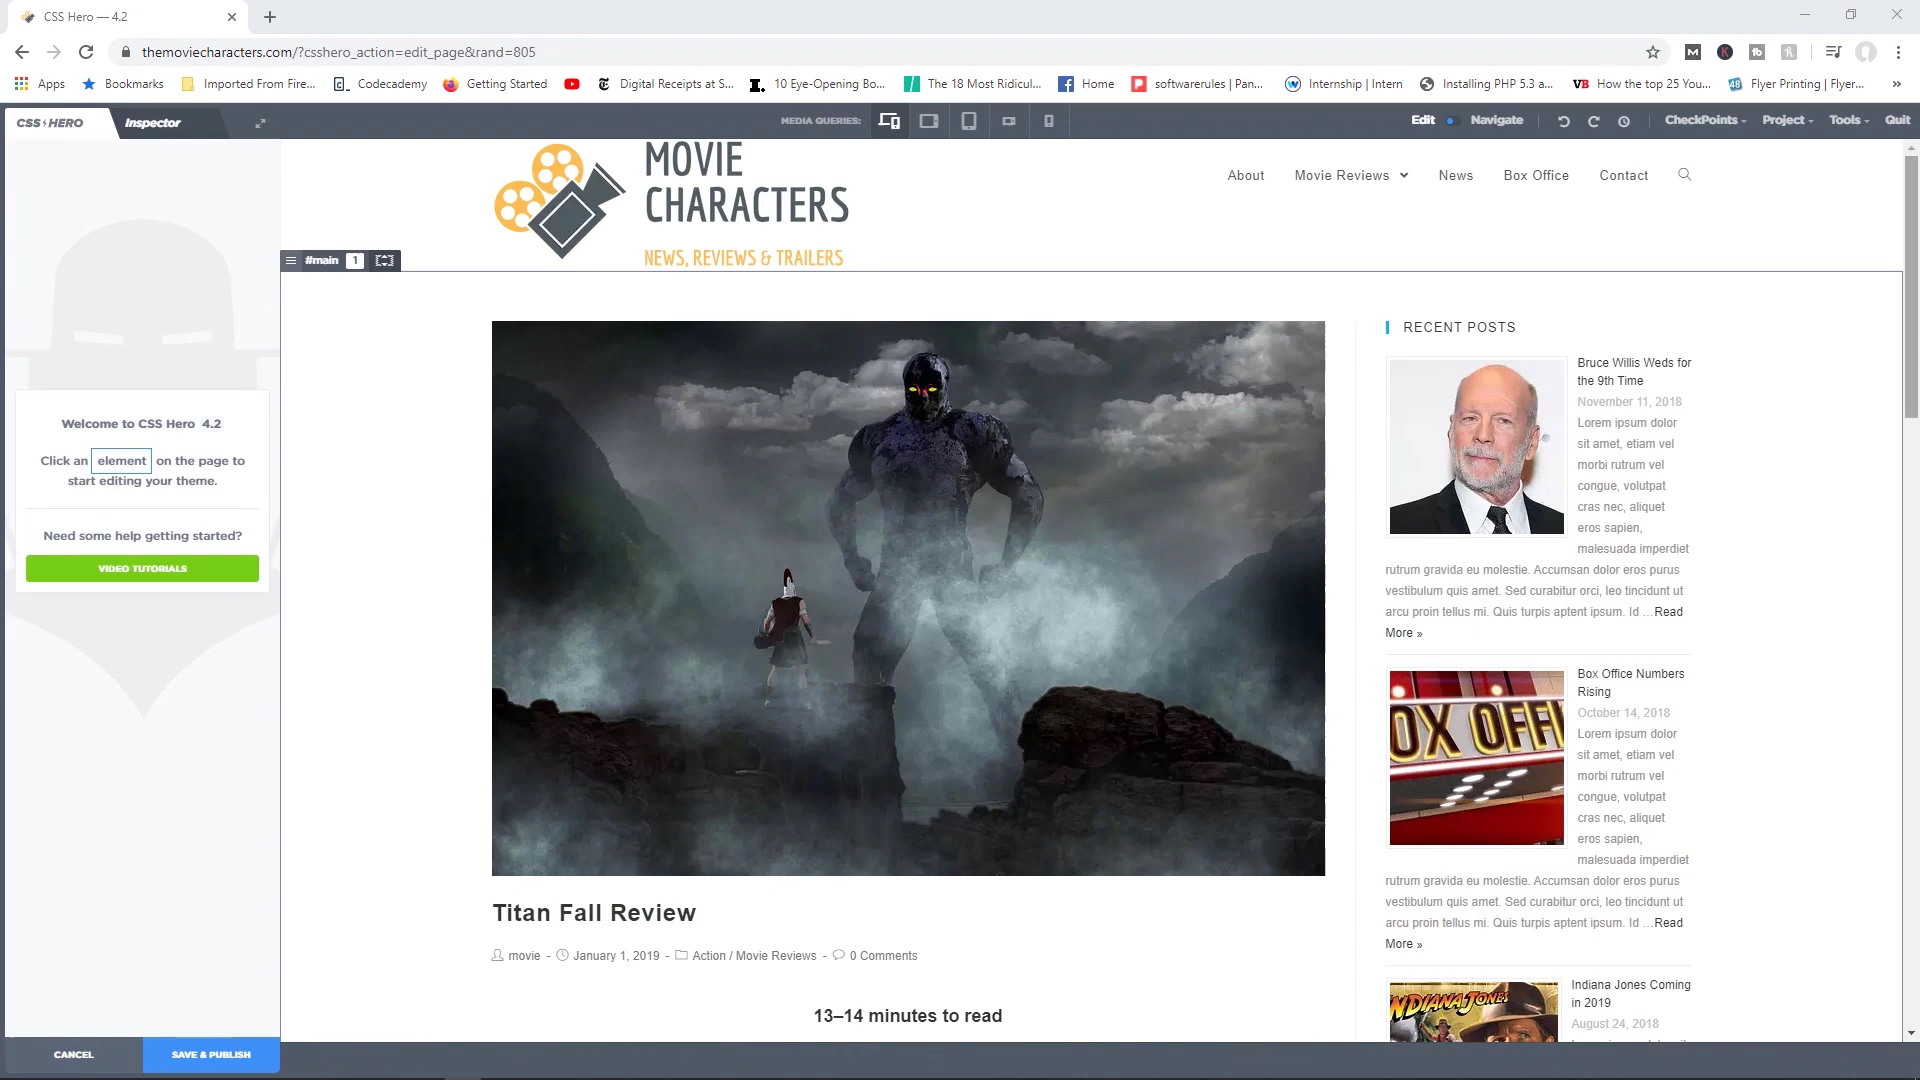 CSS Hero — 4.2
themoviecharacters.com/?csshero_action=edit_page&rand=805
Apps
Bookmarks
Imported From Fire...
Codecademy
Getting Started
Digital Receipts at S...
10 Eye-Opening Bo...
The 18 Most Ridicul...
Home
softwarerules | Pan...
Internship | Intern
Installing PHP 5.3 a...
How the top 25 You...
Flyer Printing | Flyer...
»
CSS HERO
Inspector
MEDIA QUERIES:
Edit
Navigate
CheckPoints
Project
Tools
Quit
MOVIE
CHARACTERS
NEWS, REVIEWS & TRAILERS
About
Movie Reviews
News
Box Office
Contact
#main 1
Welcome to CSS Hero 4.2
Click an element on the page to
start editing your theme.
Need some help getting started?
VIDEO TUTORIALS
CANCEL
SAVE & PUBLISH
Titan Fall Review
movie - January 1, 2019 - Action / Movie Reviews - 0 Comments
13–14 minutes to read
RECENT POSTS
Bruce Willis Weds for
the 9th Time
November 11, 2018
Lorem ipsum dolor
sit amet, etiam vel
morbi rutrum vel
congue, volutpat
cras nec, aliquet
eros sapien,
malesuada imperdiet
rutrum gravida eu molestie. Accumsan dolor eros purus
vestibulum quis amet. Sed curabitur orci, leo tincidunt ut
arcu proin tellus mi. Quis turpis aptent ipsum. Id ...Read
More »
OX OFFI
Box Office Numbers
Rising
October 14, 2018
Lorem ipsum dolor
sit amet, etiam vel
morbi rutrum vel
congue, volutpat
cras nec, aliquet
eros sapien,
malesuada imperdiet
rutrum gravida eu molestie. Accumsan dolor eros purus
vestibulum quis amet. Sed curabitur orci, leo tincidunt ut
arcu proin tellus mi. Quis turpis aptent ipsum. Id ...Read
More »
INDIANA JONES
Indiana Jones Coming
in 2019
August 24, 2018